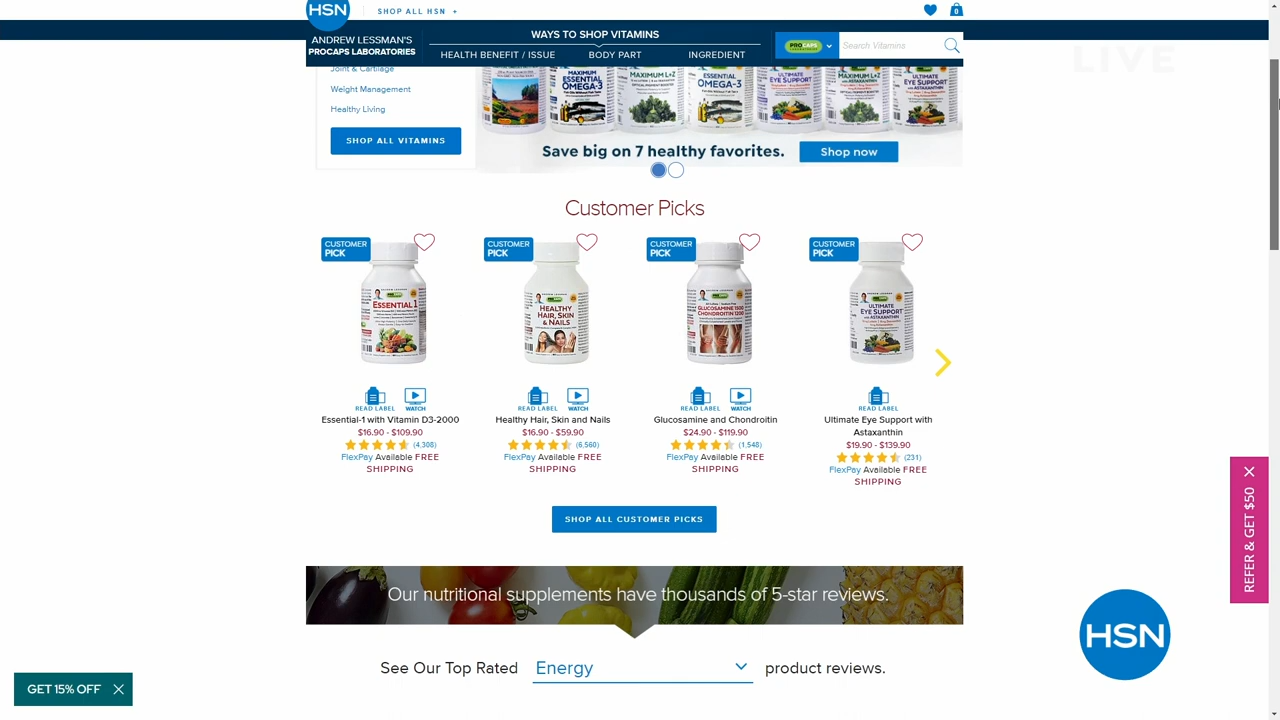 HSN
SHOP ALL HSN +
0
ANDREW LESSMAN'S
PROCAPS LABORATORIES
WAYS TO SHOP VITAMINS
HEALTH BENEFIT / ISSUE
BODY PART
INGREDIENT
PROCAPS
Search Vitamins
LIVE
Joint & Cartilage
Weight Management
Healthy Living
SHOP ALL VITAMINS
MAXIMUM
ESSENTIAL
OMEGA-3
MAXIMUM
L+Z
ESSENTIAL
OMEGA-3
ULTIMATE
EYE SUPPORT
MAXIMUM L+Z
WITH ASTAXANTHIN
ULTIMATE
EYE SUPPORT
Save big on 7 healthy favorites.
Shop now
Customer Picks
CUSTOMER
PICK
CUSTOMER
PICK
CUSTOMER
PICK
CUSTOMER
PICK
ESSENTIAL 1
HEALTHY
HAIR, SKIN
& NAILS
GLUCOSAMINE 1500
CHONDROITIN 1200
ULTIMATE
EYE SUPPORT
WITH ASTAXANTHIN
READ LABEL
WATCH
READ LABEL
WATCH
READ LABEL
WATCH
READ LABEL
Essential-1 with Vitamin D3-2000
$16.90 - $109.90
(4,308)
FlexPay Available FREE
SHIPPING
Healthy Hair, Skin and Nails
$16.90 - $59.90
(6,560)
FlexPay Available FREE
SHIPPING
Glucosamine and Chondroitin
$24.90 - $119.90
(1,548)
FlexPay Available FREE
SHIPPING
Ultimate Eye Support with
Astaxanthin
$19.90 - $139.90
(231)
FlexPay Available FREE
SHIPPING
SHOP ALL CUSTOMER PICKS
Our nutritional supplements have thousands of 5-star reviews.
See Our Top Rated Energy product reviews.
REFER & GET $50
HSN
GET 15% OFF